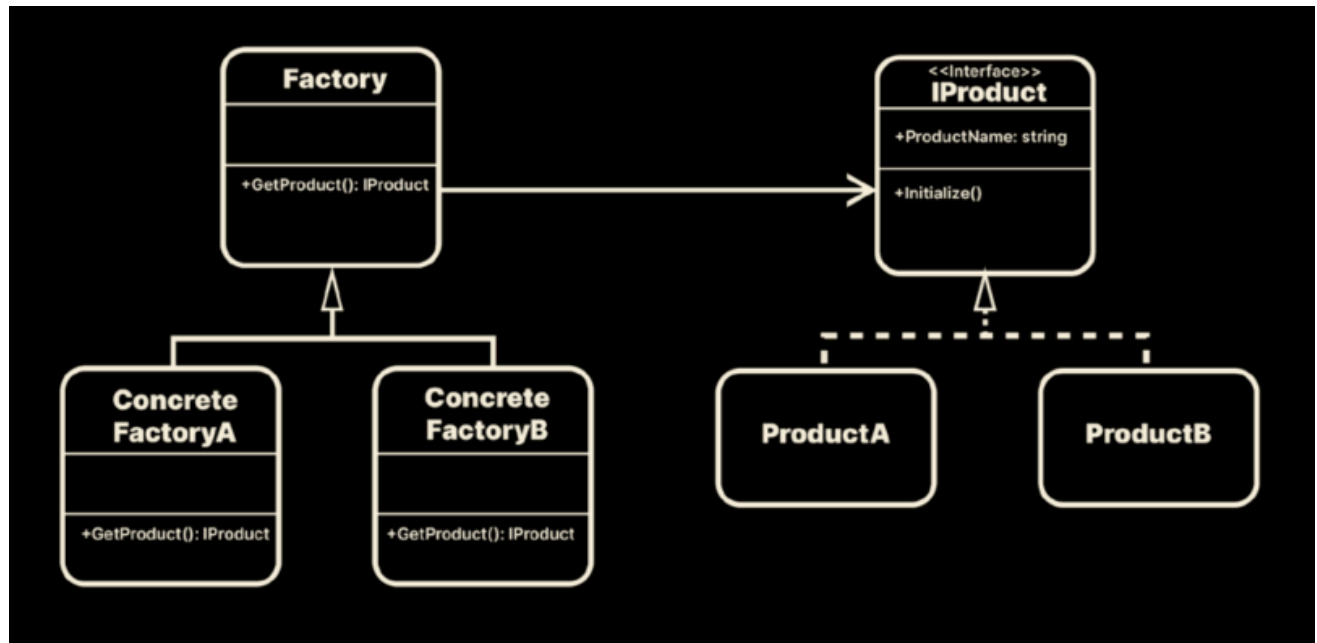 Factory
+GetProduct(): IProduct
<<Interface>>
IProduct
+ProductName: string
+Initialize()
Concrete
FactoryA
+GetProduct(): IProduct
Concrete
FactoryB
+GetProduct(): IProduct
ProductA
ProductB